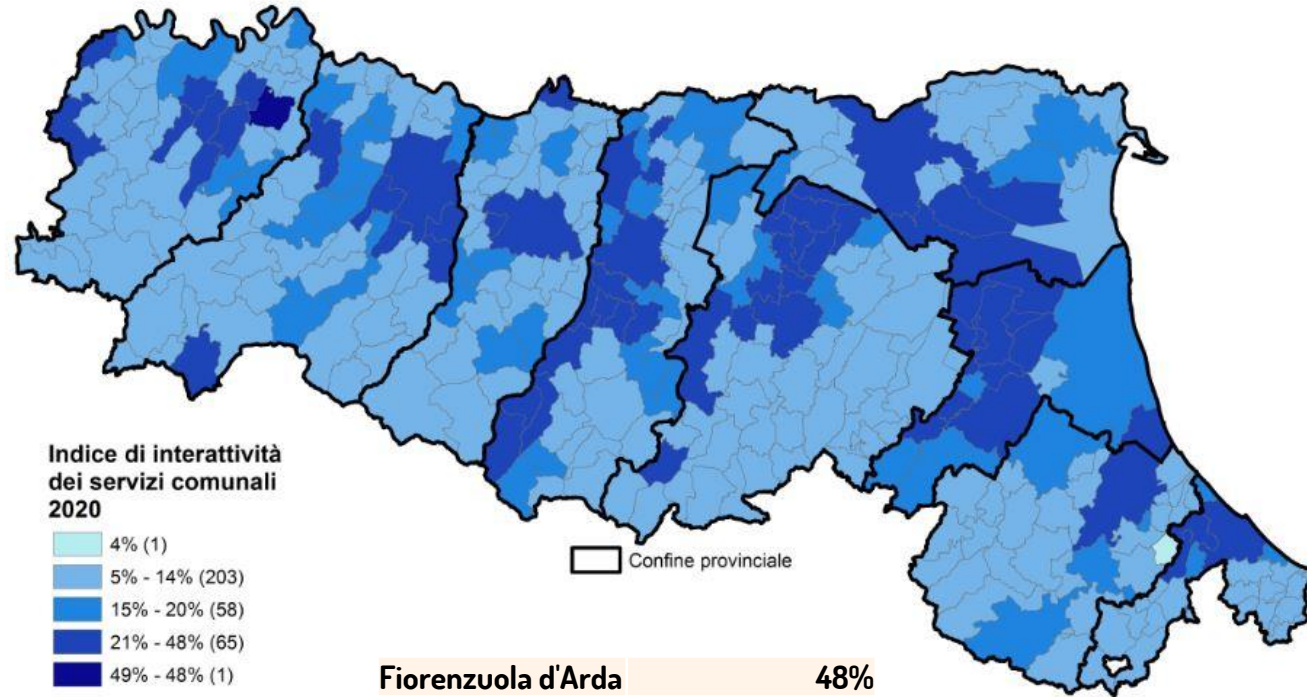 Indice di interattività
dei servizi comunali
2020
4% (1)
5% - 14% (203)
15% - 20% (58)
21% - 48% (65)
49% - 48% (1)
Confine provinciale
Fiorenzuola d'Arda 48%